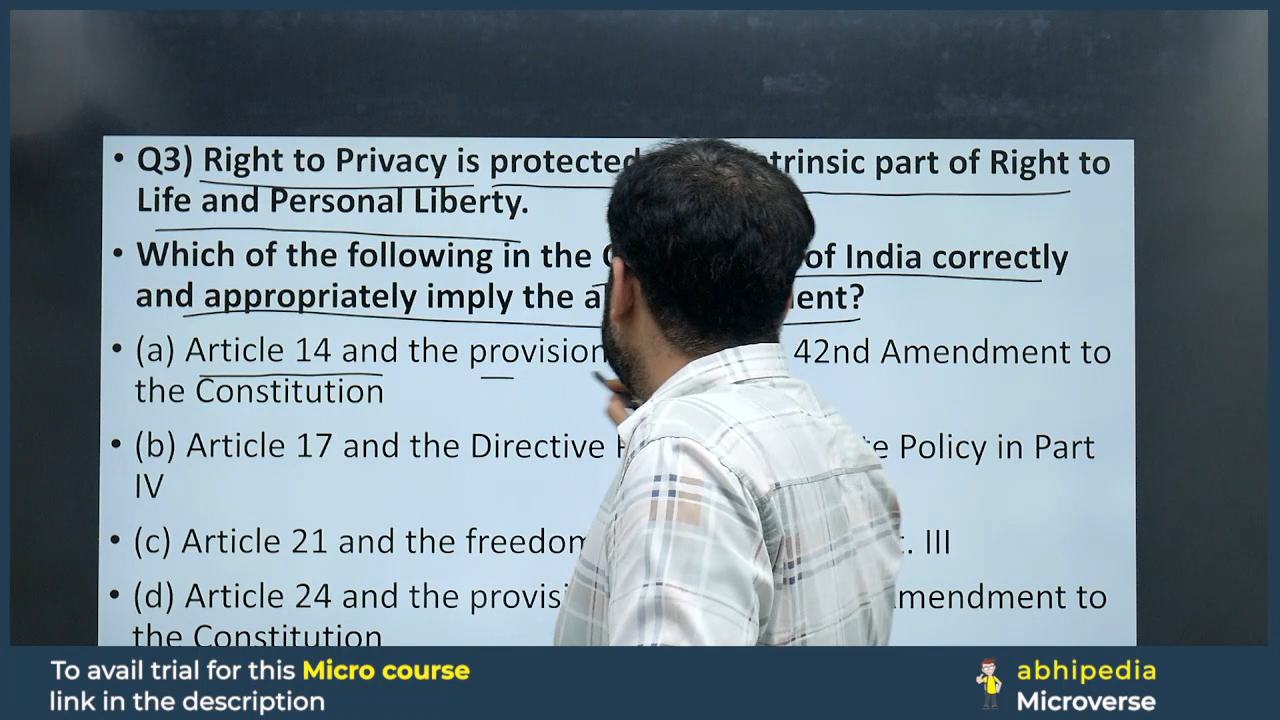 • Q3) Right to Privacy is protected trinsic part of Right to
Life and Personal Liberty.
• Which of the following in the of India correctly
and appropriately imply the a ent?
• (a) Article 14 and the provision 42nd Amendment to
the Constitution
• (b) Article 17 and the Directive Policy in Part
IV
• (c) Article 21 and the freedom . III
• (d) Article 24 and the provisi mendment to
the Constitution
To avail trial for this Micro course
link in the description
abhipedia
Microverse